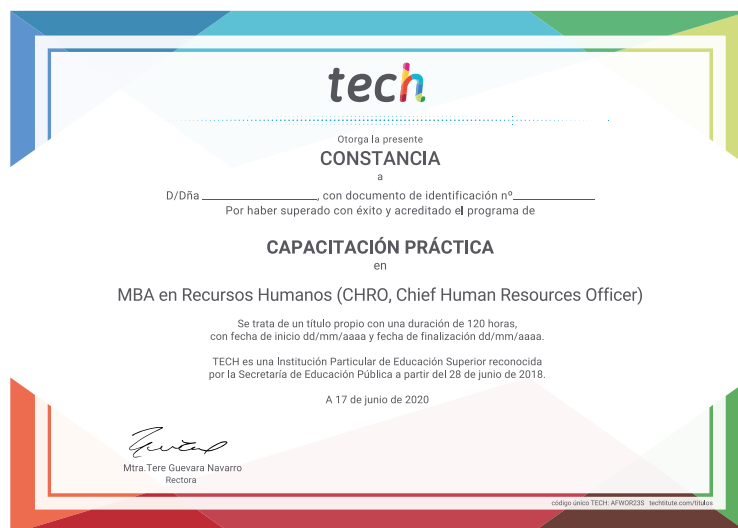 tech
Otorga la presente
CONSTANCIA
a
D/Dña ________________, con documento de identificación nº____________
Por haber superado con éxito y acreditado el programa de
CAPACITACIÓN PRÁCTICA
en
MBA en Recursos Humanos (CHRO, Chief Human Resources Officer)
Se trata de un título propio con una duración de 120 horas,
con fecha de inicio dd/mm/aaaa y fecha de finalización dd/mm/aaaa.
TECH es una Institución Particular de Educación Superior reconocida
por la Secretaría de Educación Pública a partir del 28 de junio de 2018.
A 17 de junio de 2020
Mtra.Tere Guevara Navarro
Rectora
código único TECH: AFWOR23S techtitute.com/titulos